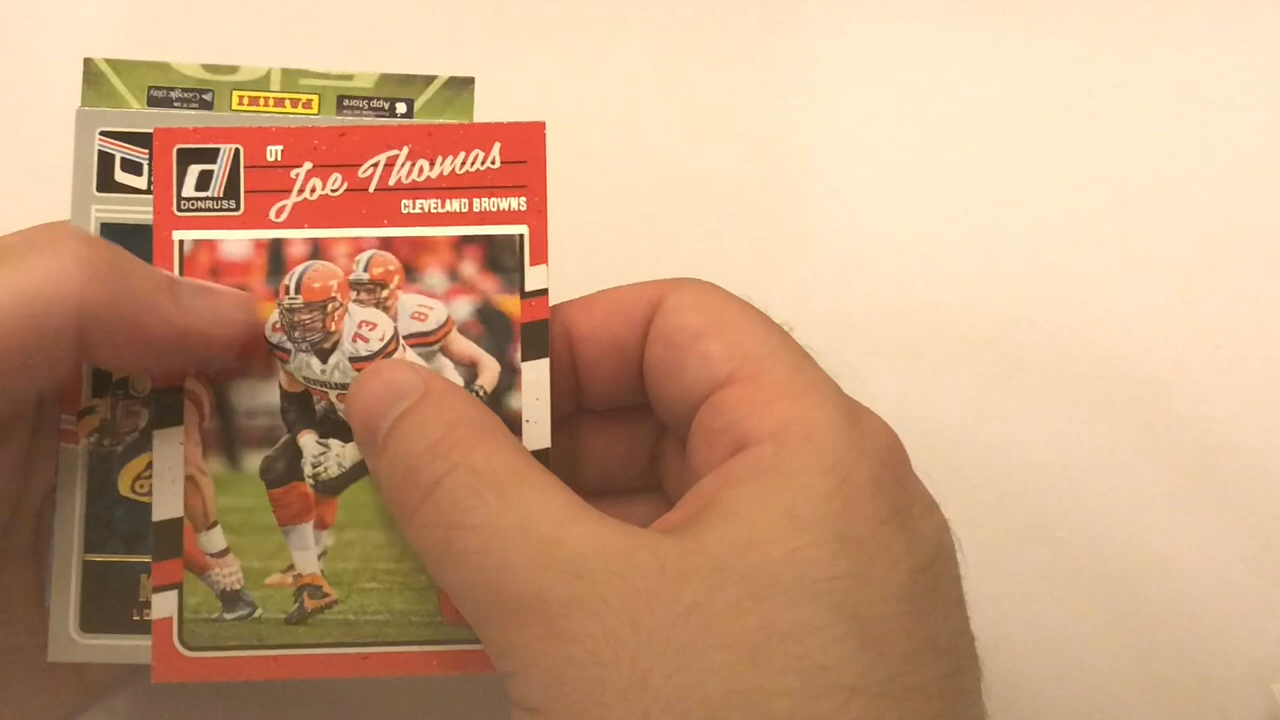 GET IT ON
Google play
PANINI
Download on the
App Store
OT
Joe Thomas
CLEVELAND BROWNS
DONRUSS
73
81
CLEVELAND